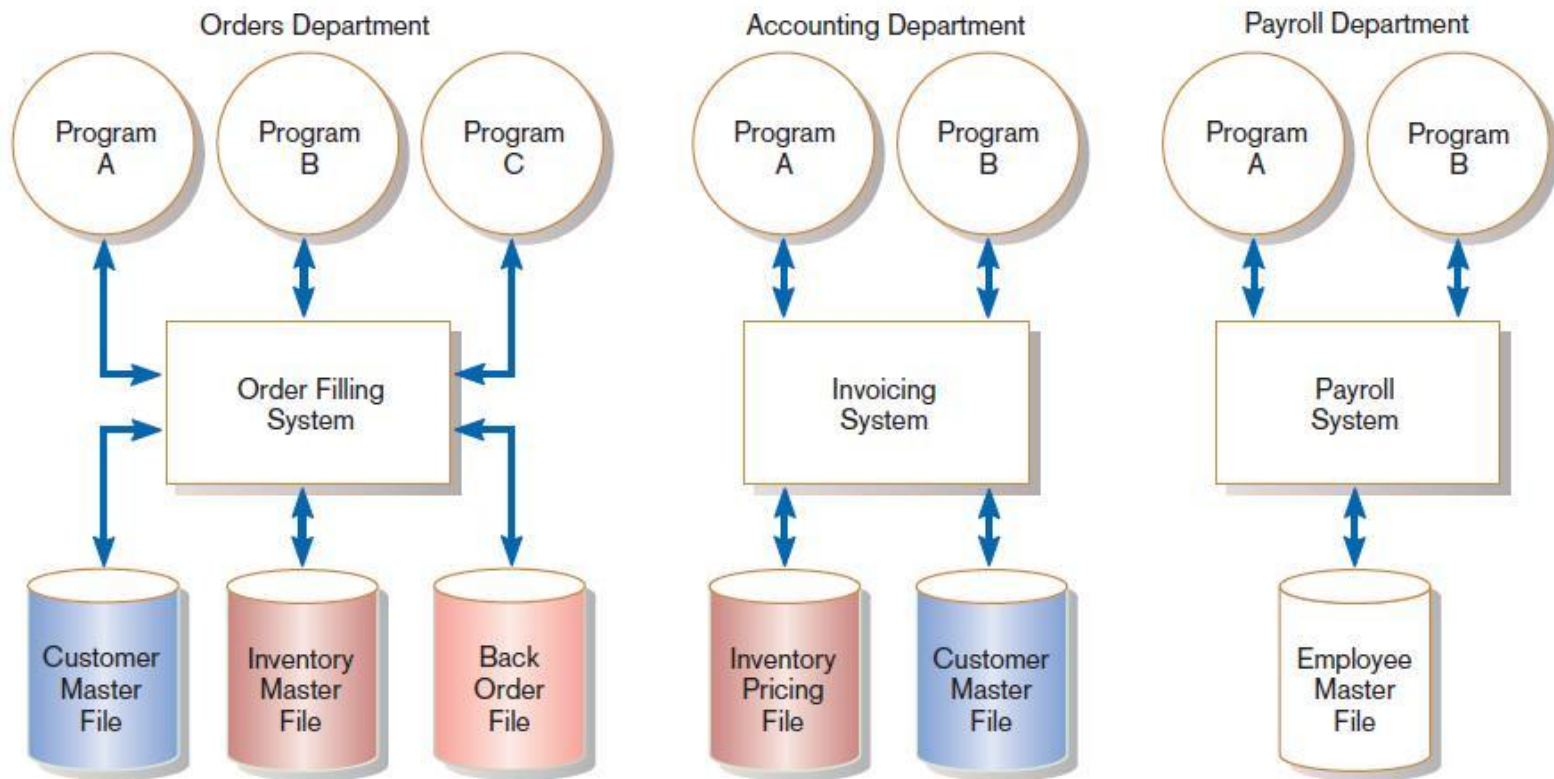 Orders Department
Accounting Department
Payroll Department
Program
A
Program
B
Program
C
Program
A
Program
B
Program
A
Program
B
Order Filling
System
Invoicing
System
Payroll
System
Customer
Master
File
Inventory
Master
File
Back
Order
File
Inventory
Pricing
File
Customer
Master
File
Employee
Master
File